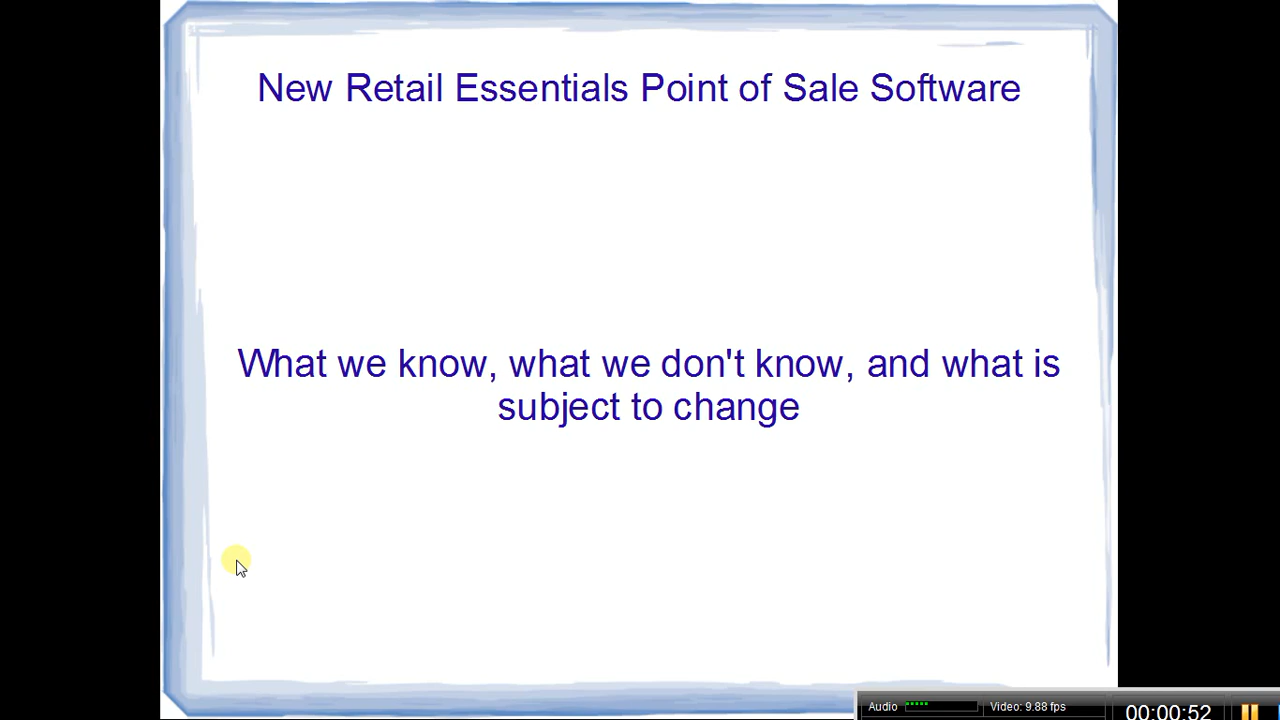 New Retail Essentials Point of Sale Software
What we know, what we don't know, and what is
subject to change
Audio
Video: 9.88 fps
00:00:52